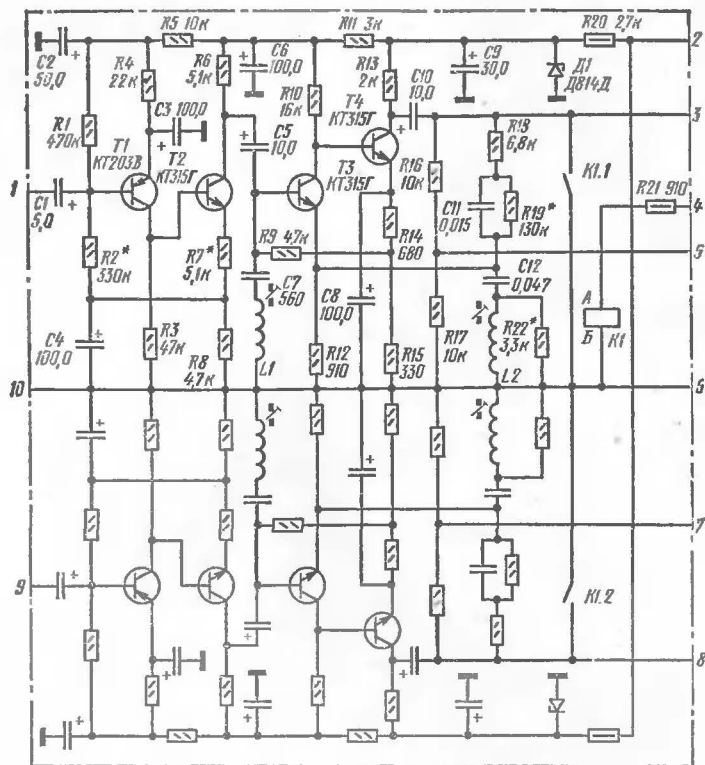 R5 10к
R11 3к
R20 2,7к
2
C2
50,0
R4
22к
R6
5,1к
C6
100,0
R13
2к
C10
10,0
C9
30,0
Д1
Д814Д
R1
470к
C3 100,0
R10
16к
T4
КТ315Г
3
T1
КТ203В
T2
КТ315Г
C5
10,0
T3
КТ315Г
R16
10к
R18
6,8к
K1.1
1
C1
5,0
C11
0,015
R19*
130к
R21 910
4
R2*
330к
R7*
5,1к
R9 4,7к
R14
680
5
C7
560
C8
100,0
C12
0,047
C4
100,0
R3
47к
R8
4,7к
L1
R12
910
R15
330
R17
10к
R22*
3,3к
L2
А
Б
K1
10
6
7
9
K1.2
8